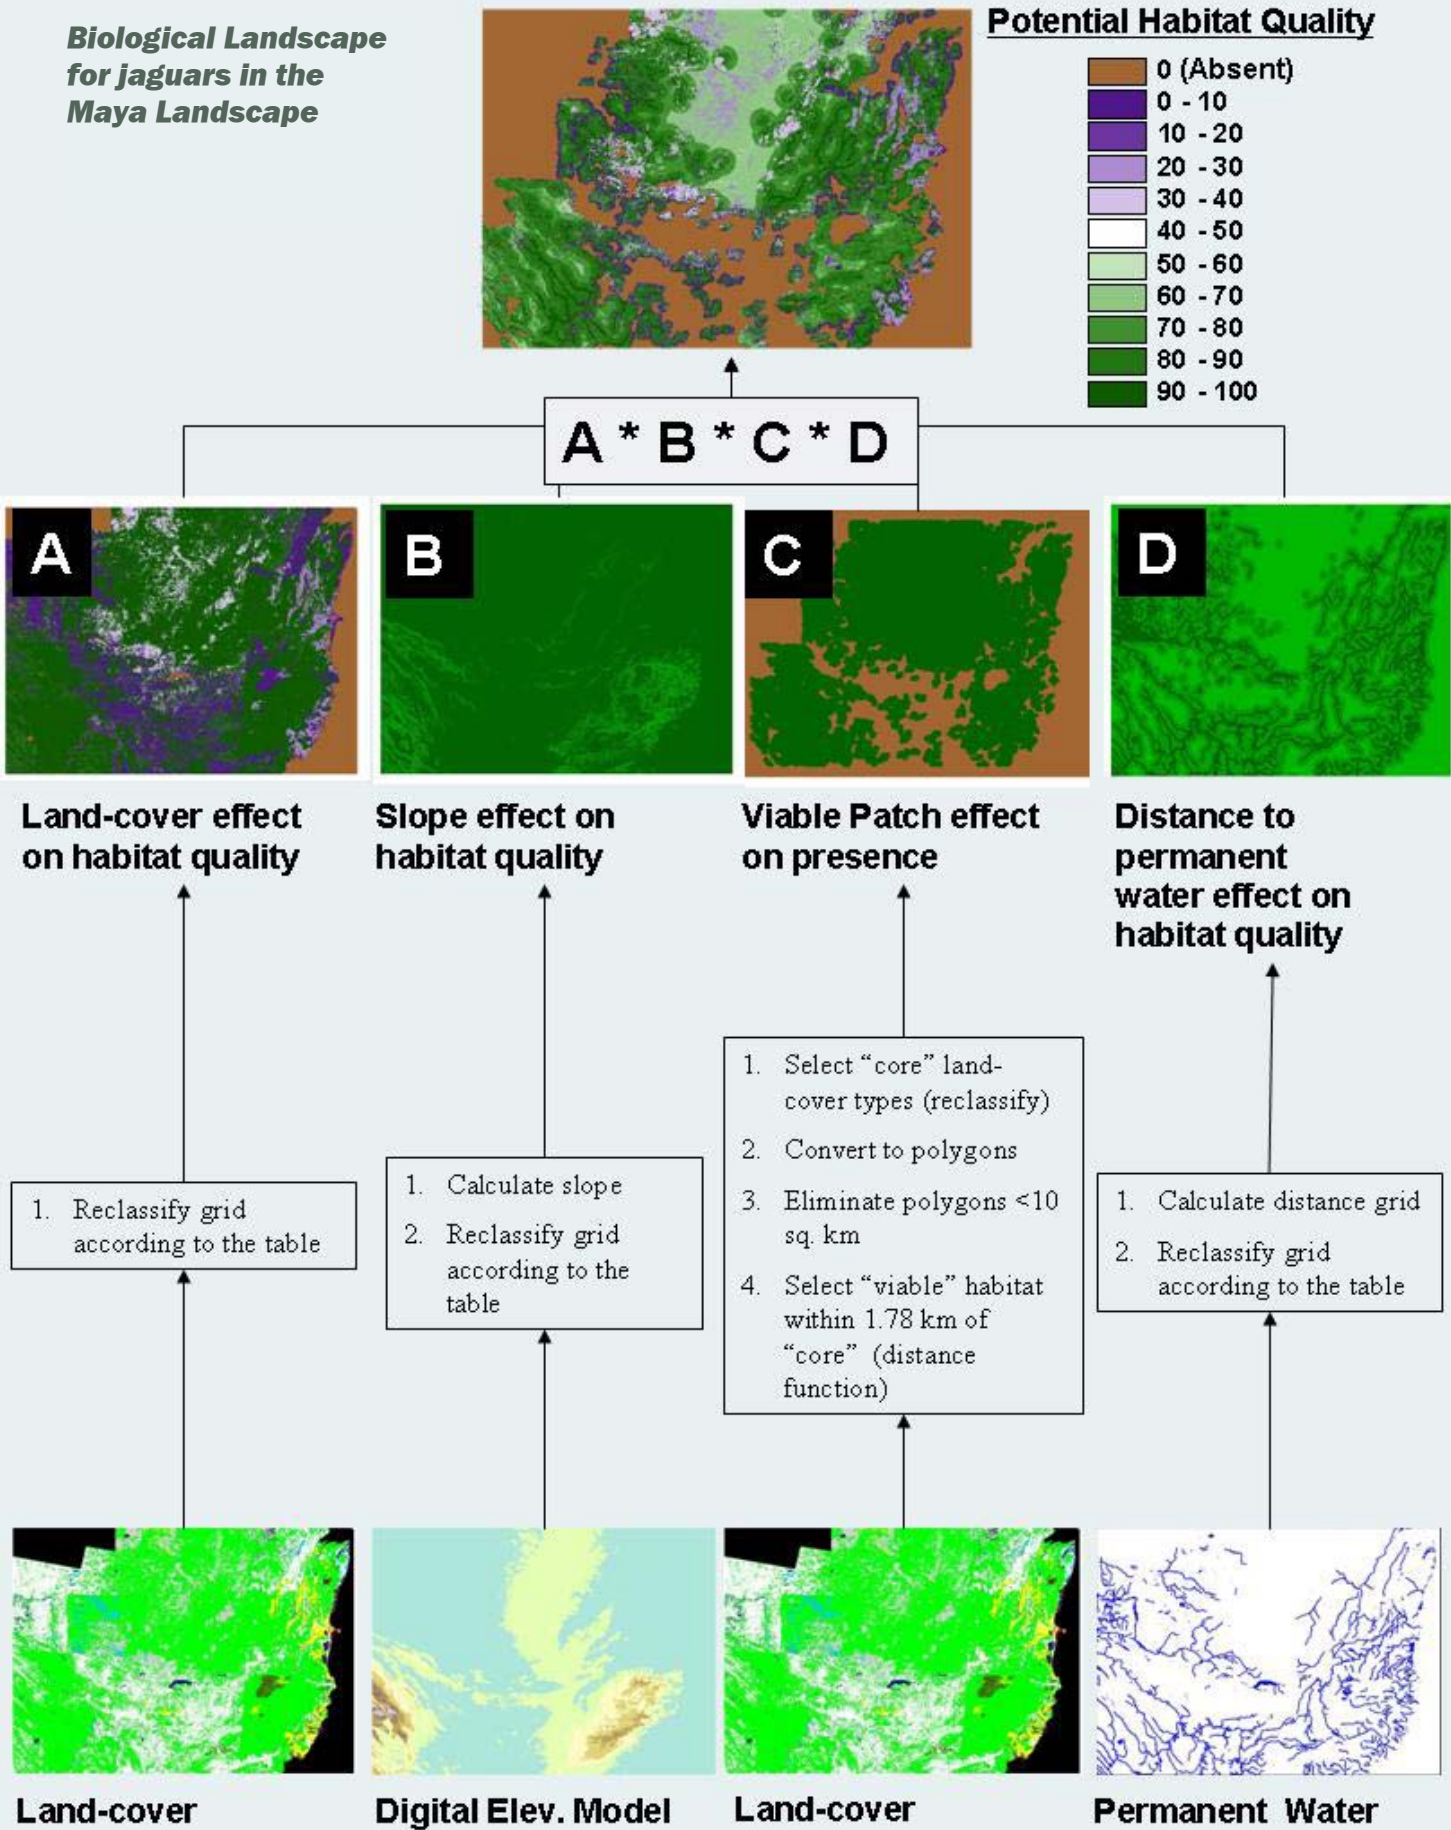 Biological Landscape
for jaguars in the
Maya Landscape
Potential Habitat Quality
0 (Absent)
0 - 10
10 - 20
20 - 30
30 - 40
40 - 50
50 - 60
60 - 70
70 - 80
80 - 90
90 - 100
A * B * C * D
A
B
C
D
Land-cover effect
on habitat quality
Slope effect on
habitat quality
Viable Patch effect
on presence
Distance to
permanent
water effect on
habitat quality
1. Reclassify grid
according to the table
1. Calculate slope
2. Reclassify grid
according to the
table
1. Select “core” land-
cover types (reclassify)
2. Convert to polygons
3. Eliminate polygons <10
sq. km
4. Select “viable” habitat
within 1.78 km of
“core” (distance
function)
1. Calculate distance grid
2. Reclassify grid
according to the table
Land-cover
Digital Elev. Model
Land-cover
Permanent Water